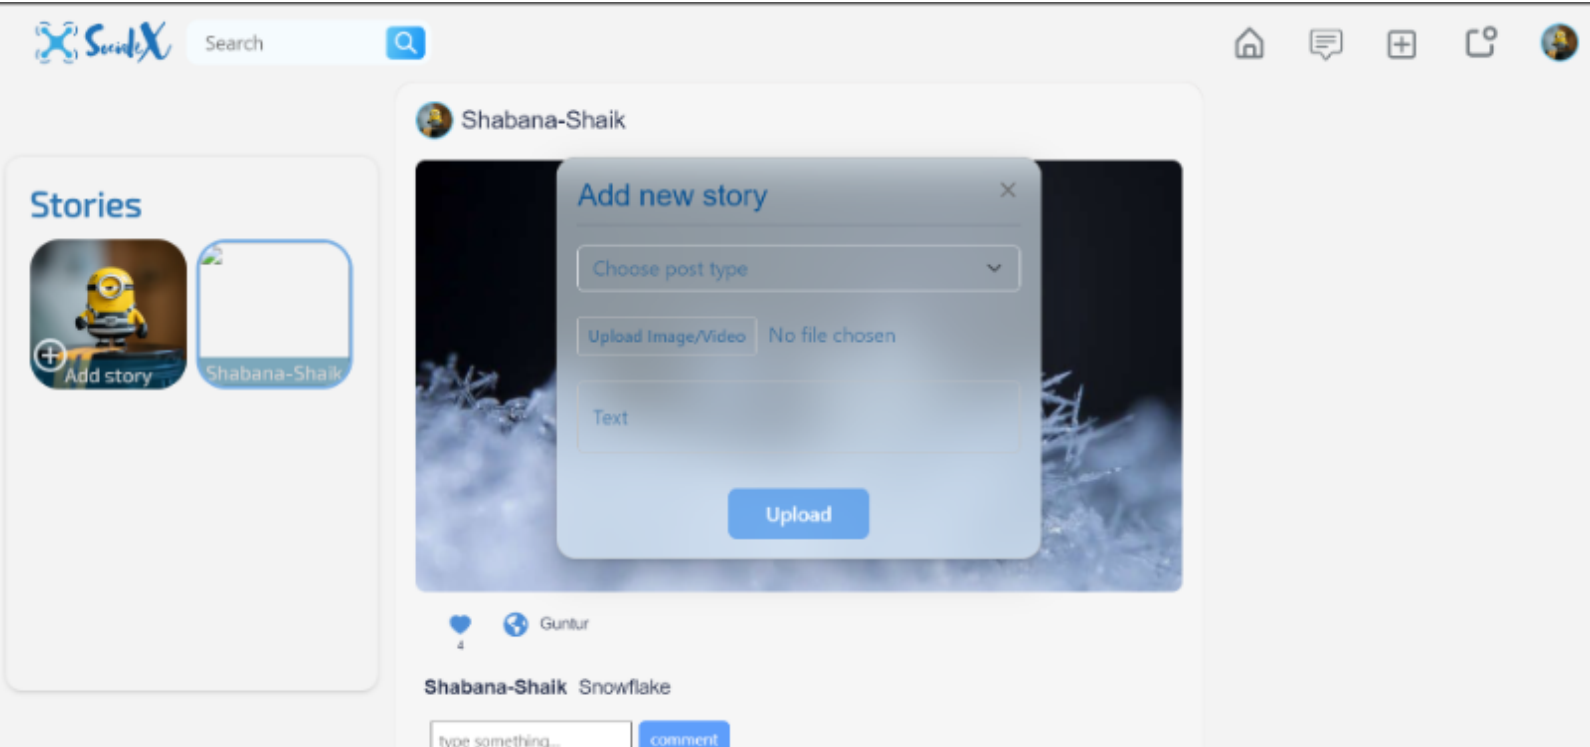 SocialeX
Search
Shabana-Shaik
Stories
Add story
Shabana-Shaik
Add new story
Choose post type
Upload Image/Video No file chosen
Text
Upload
4
Guntur
Shabana-Shaik Snowflake
type something...
comment